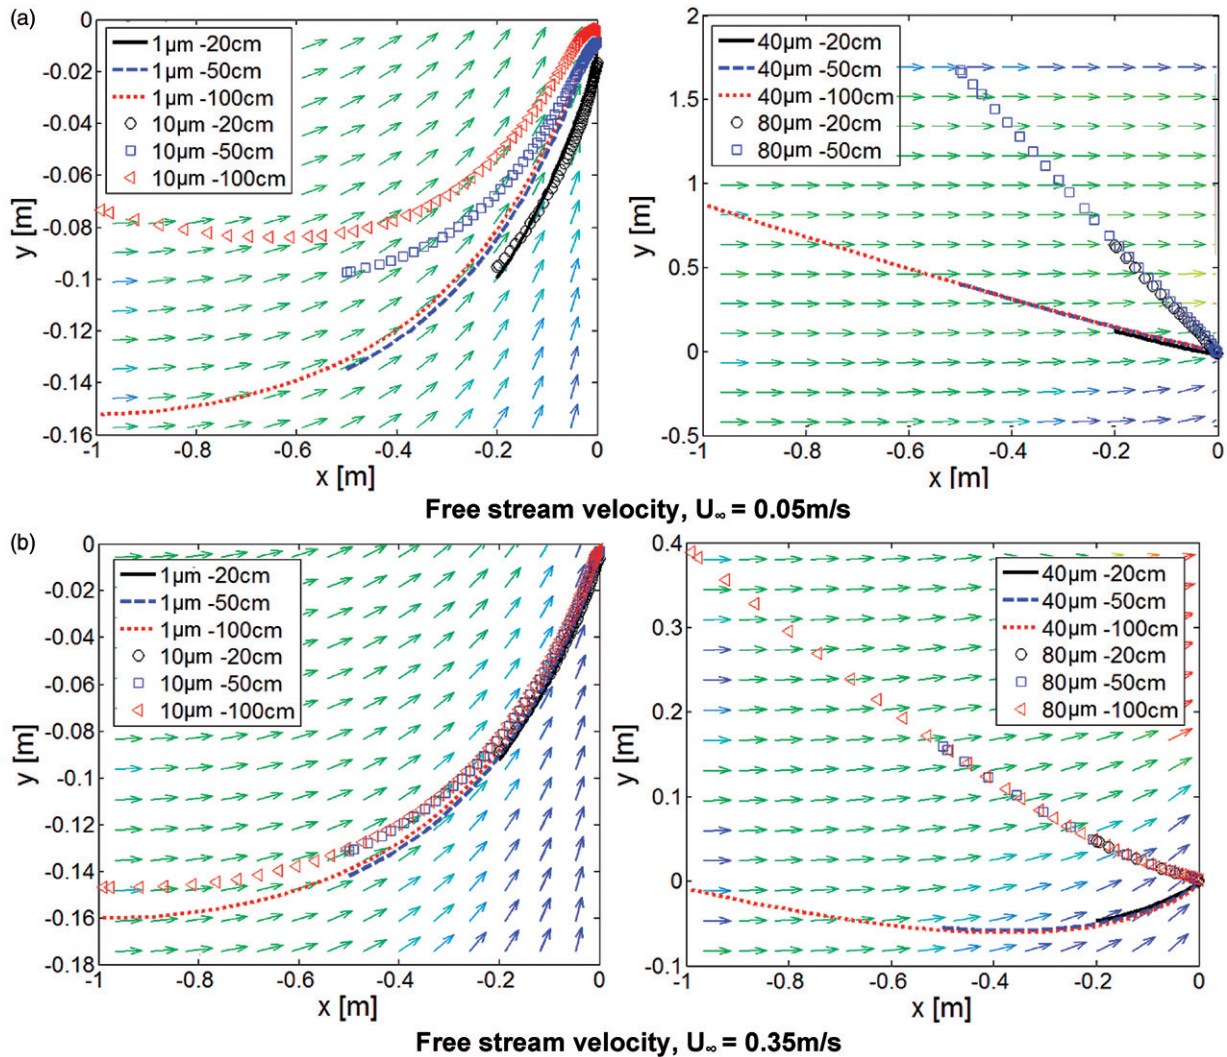 (a)
0
-0.02
-0.04
-0.06
-0.08
-0.1
-0.12
-0.14
-0.16
y [m]
1µm -20cm
1µm -50cm
1µm -100cm
10µm -20cm
10µm -50cm
10µm -100cm
-1 -0.8 -0.6 -0.4 -0.2 0
x [m]
2
1.5
1
0.5
0
-0.5
y [m]
40µm -20cm
40µm -50cm
40µm -100cm
80µm -20cm
80µm -50cm
-1 -0.8 -0.6 -0.4 -0.2 0
x [m]
Free stream velocity, U∞ = 0.05m/s
(b)
0
-0.02
-0.04
-0.06
-0.08
-0.1
-0.12
-0.14
-0.16
-0.18
y [m]
1µm -20cm
1µm -50cm
1µm -100cm
10µm -20cm
10µm -50cm
10µm -100cm
-1 -0.8 -0.6 -0.4 -0.2 0
x [m]
0.4
0.3
0.2
0.1
0
-0.1
y [m]
40µm -20cm
40µm -50cm
40µm -100cm
80µm -20cm
80µm -50cm
80µm -100cm
-1 -0.8 -0.6 -0.4 -0.2 0
x [m]
Free stream velocity, U∞ = 0.35m/s